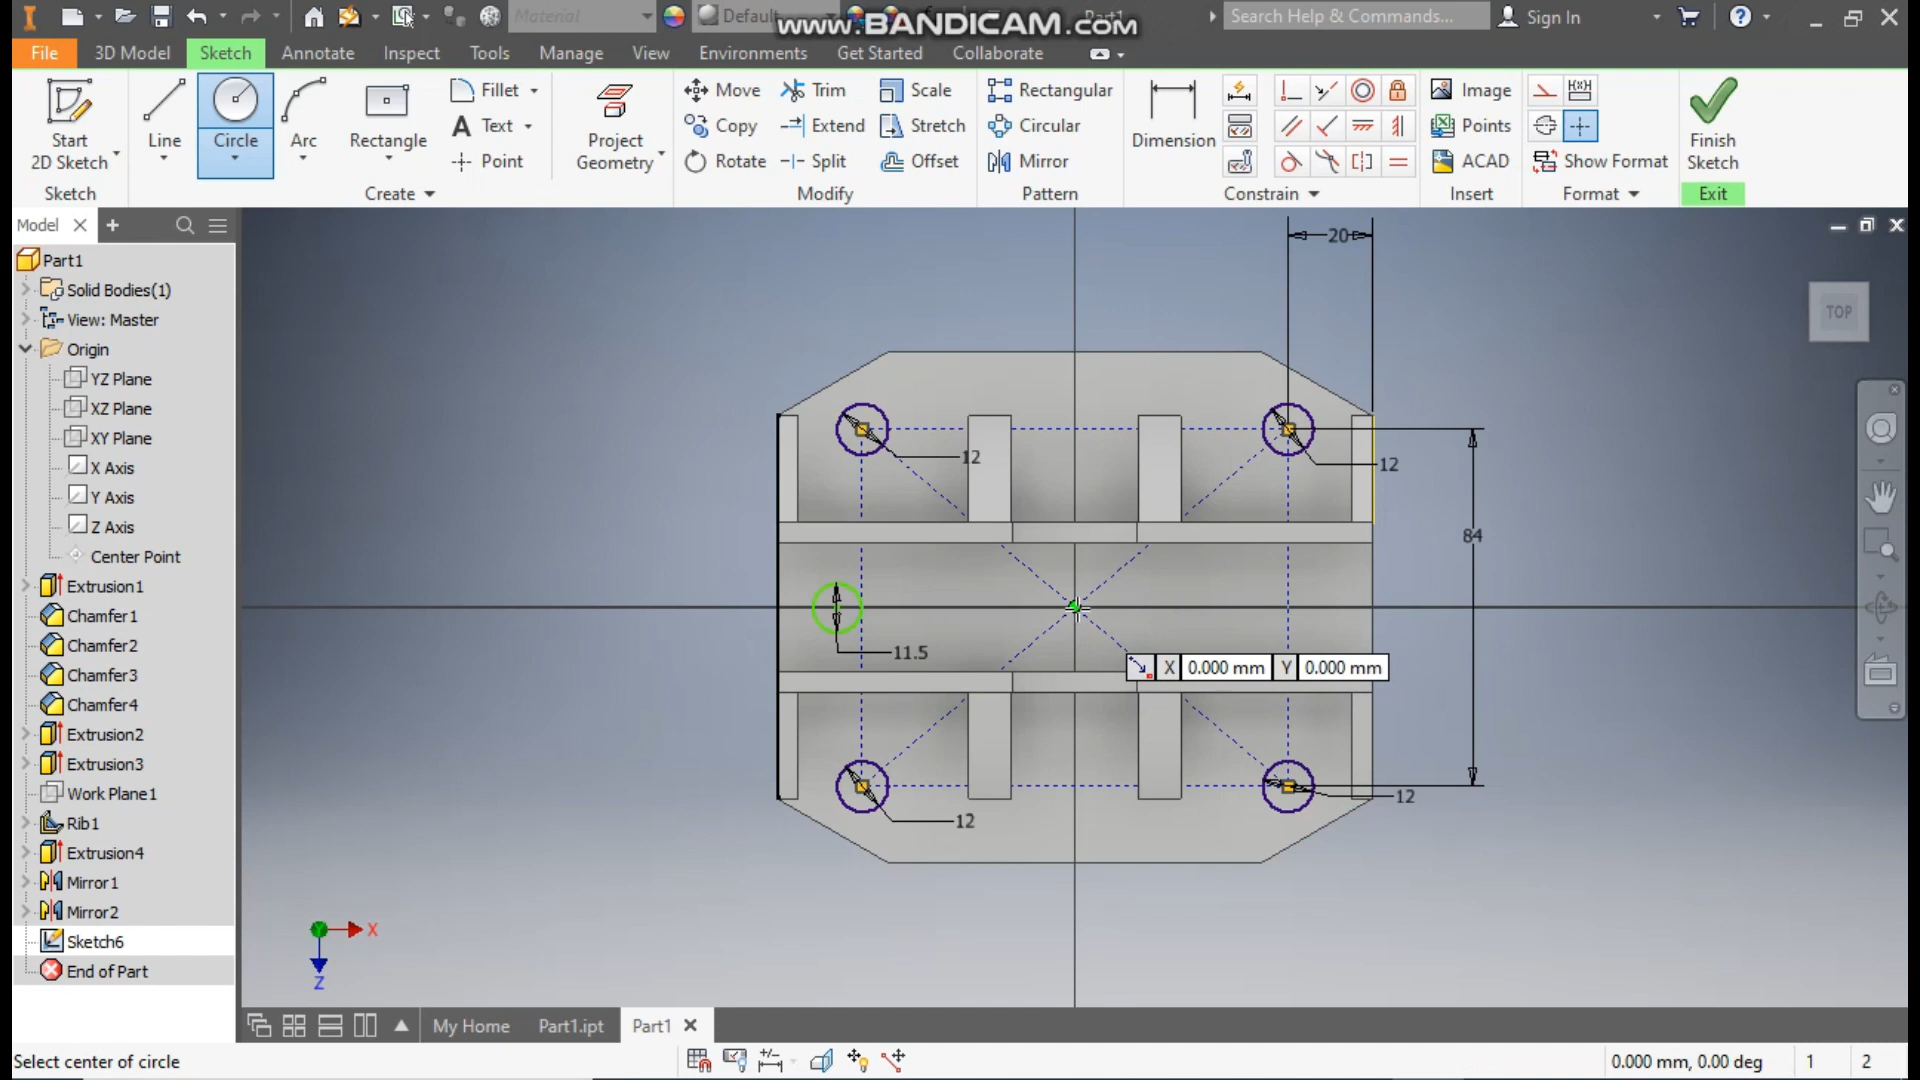 Material
Default
www.BANDICAM.com
Part1
Search Help & Commands...
Sign In
File
3D Model
Sketch
Annotate
Inspect
Tools
Manage
View
Environments
Get Started
Collaborate
Start
2D Sketch
Line
Circle
Arc
Rectangle
Fillet
Text
Point
Project
Geometry
Move
Copy
Rotate
Trim
Extend
Split
Scale
Stretch
Offset
Rectangular
Circular
Mirror
Dimension
Image
Points
ACAD
Show Format
Finish
Sketch
Sketch
Create
Modify
Pattern
Constrain
Insert
Format
Exit
Model
Part1
Solid Bodies(1)
View: Master
Origin
YZ Plane
XZ Plane
XY Plane
X Axis
Y Axis
Z Axis
Center Point
Extrusion1
Chamfer1
Chamfer2
Chamfer3
Chamfer4
Extrusion2
Extrusion3
Work Plane1
Rib1
Extrusion4
Mirror1
Mirror2
Sketch6
End of Part
20
TOP
12
12
84
11.5
X 0.000 mm Y 0.000 mm
12
12
X
Z
My Home
Part1.ipt
Part1
Select center of circle
0.000 mm, 0.00 deg
1
2